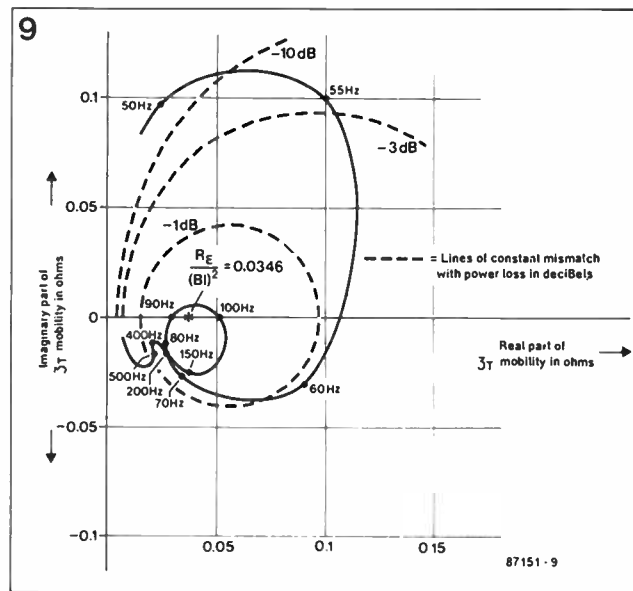 9
-10dB
0.1
50Hz
55Hz
-3dB
0.05
-1dB
R_E
(Bl)² = 0.0346
= Lines of constant mismatch
with power loss in deciBels
Imaginary part of
ʒT mobility in ohms
90Hz
100Hz
0
400Hz
80Hz
150Hz
500Hz
200Hz
70Hz
60Hz
Real part of
ʒT mobility in ohms
-0.05
-0.1
0.05
0.1
0.15
87151-9